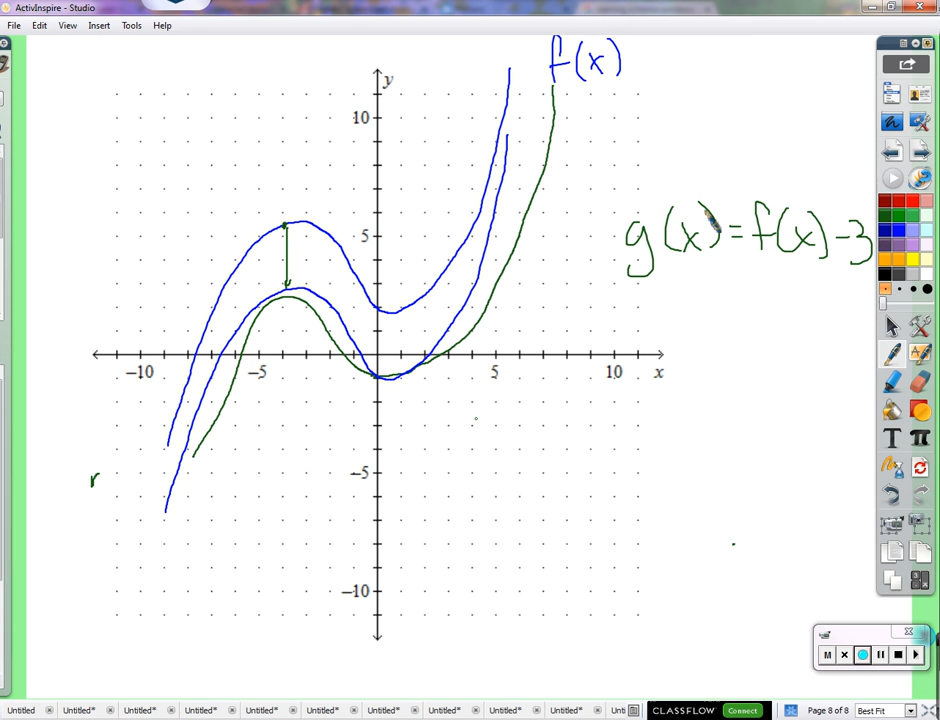 ActivInspire - Studio
File Edit View Insert Tools Help
f(x)
y
10
5
g(x) = f(x) - 3
-10 -5 5 10 x
-5
r
-10
M
Untitled Untitled* Untitled* Untitled* Untitled* Untitled* Untitled* Untitled* Untitled* Untitled* Unti CLASSFLOW Connect Page 8 of 8 Best Fit